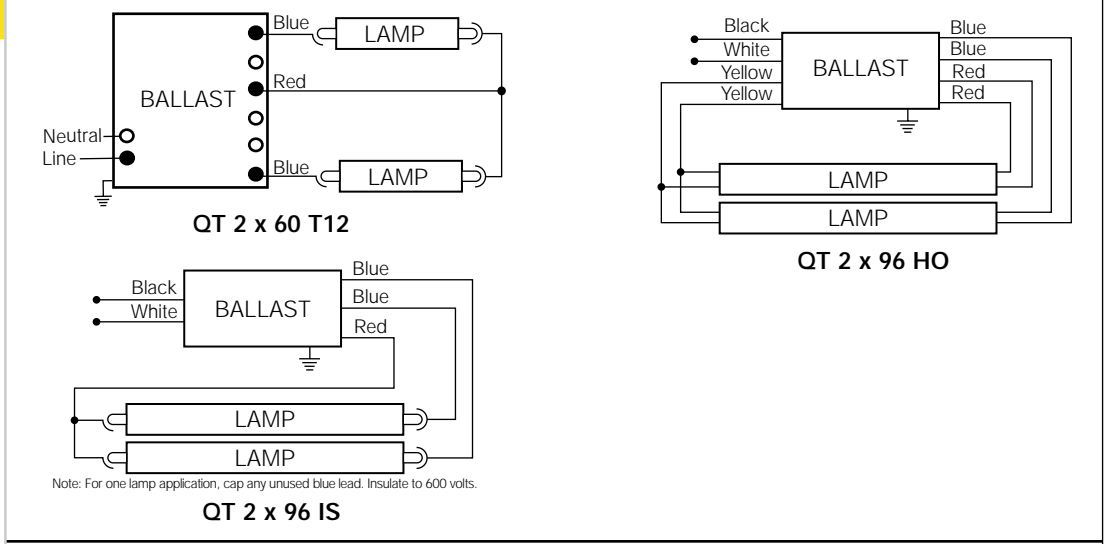 Blue
LAMP
Red
BALLAST
Neutral
Line
Blue
LAMP
QT 2 x 60 T12
Black
White
Yellow
Yellow
BALLAST
Blue
Blue
Red
Red
LAMP
LAMP
QT 2 x 96 HO
Black
White
BALLAST
Blue
Blue
Red
LAMP
LAMP
Note: For one lamp application, cap any unused blue lead. Insulate to 600 volts.
QT 2 x 96 IS